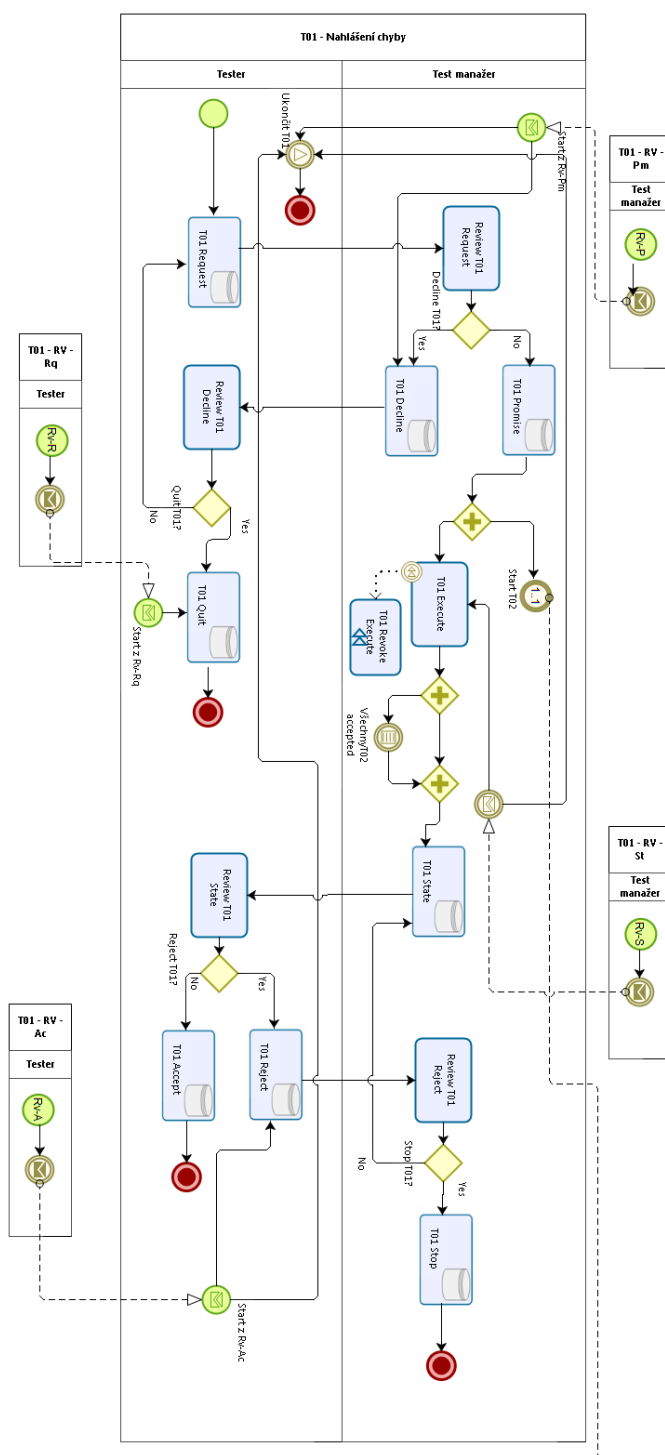 T01 - Nahlášení chyby
Tester
Test manažer
Ukončit T01
Start z Rv-Pm
T01 - RV -
Pm
Test
manažer
Rv-P
T01 Request
Review T01
Request
Decline T01?
Yes
No
T01 - RV -
Rq
Tester
Rv-R
Review T01
Decline
T01 Decline
T01 Promise
Quit T01?
No
Yes
Start T02
T01 Quit
Start z Rv-Rq
T01 Execute
T01 Revoke
Execute
VšechnyT02
accepted
T01 - RV -
St
Test
manažer
Rv-S
Review T01
State
T01 State
Reject T01?
No
Yes
T01 - RV -
Ac
Tester
Rv-A
T01 Accept
T01 Reject
Review T01
Reject
Stop T01?
No
Yes
T01 Stop
Start z Rv-Ac
1..1